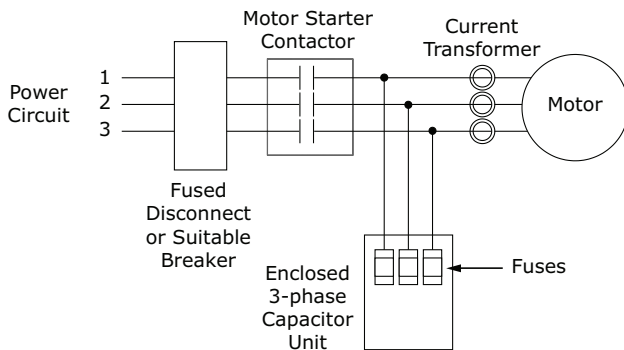 Motor Starter
Contactor
Current
Transformer
Power
Circuit
1
2
3
Motor
Fused
Disconnect
or Suitable
Breaker
Enclosed
3-phase
Capacitor
Unit
Fuses